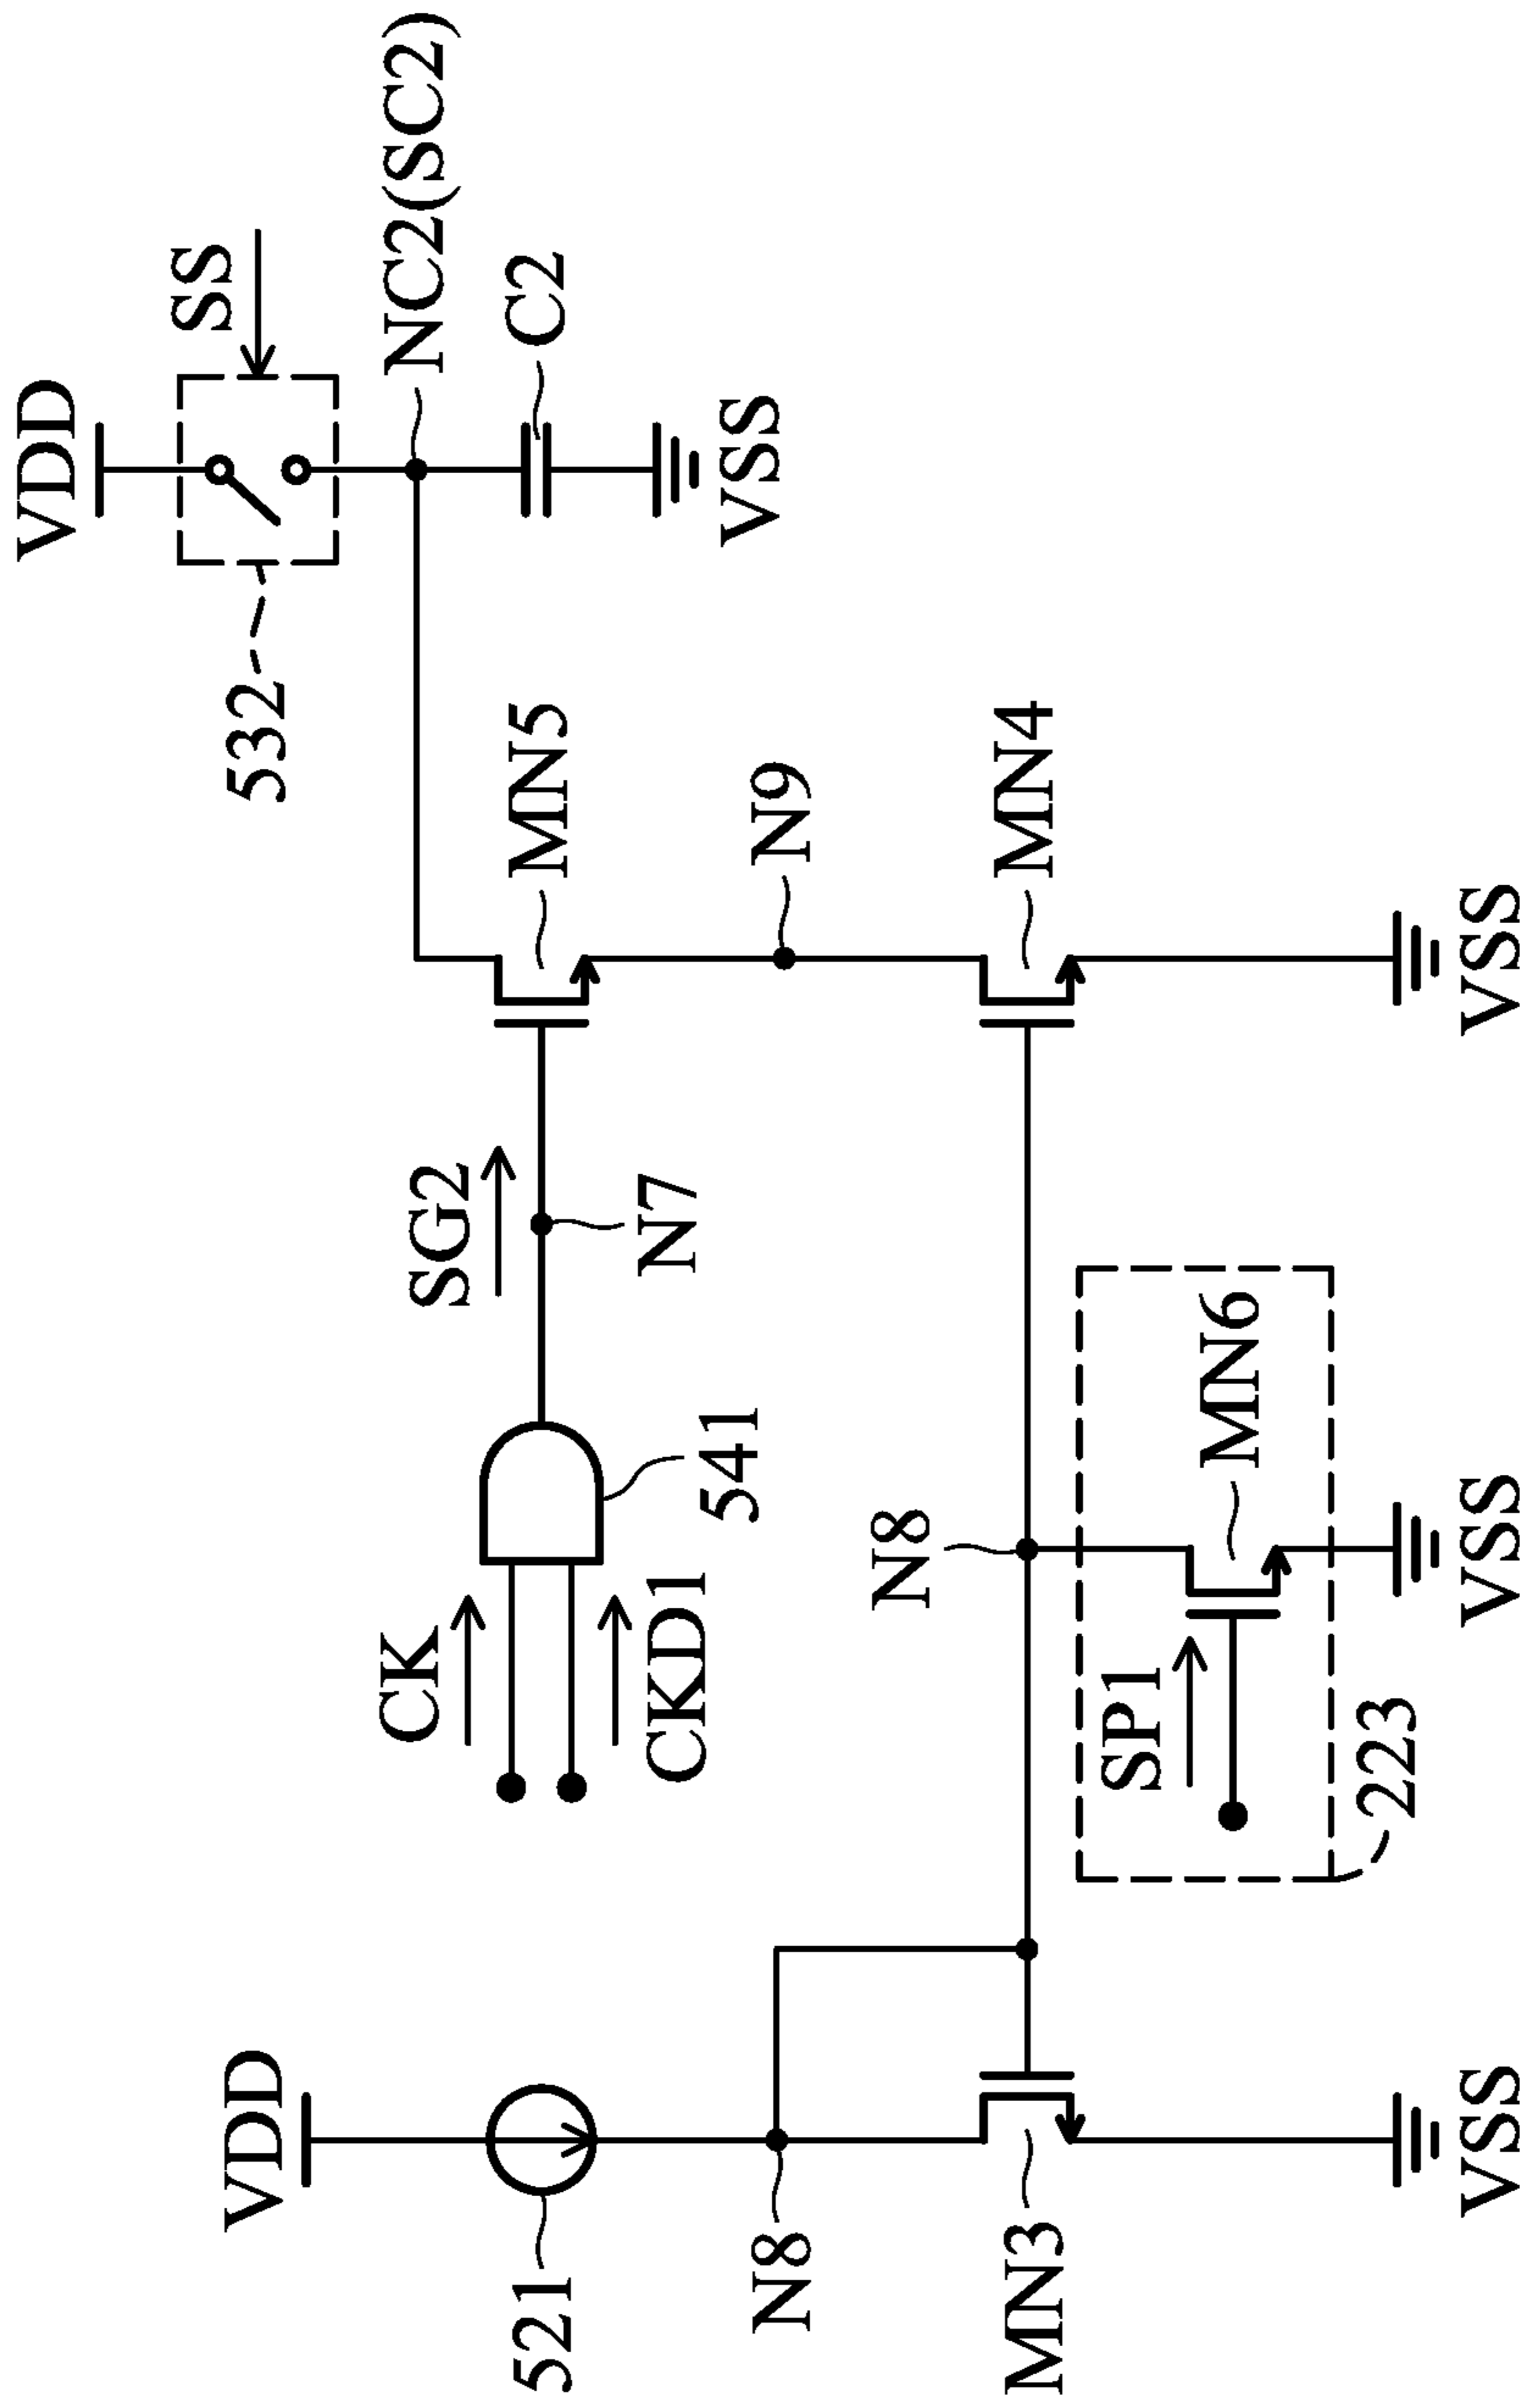 VDD
SS
532
NC2(SC2)
C2
VSS
VDD
521
CK
CKD1
541
SG2
N7
MN5
N9
N8
N8
MN3
MN4
SP1
MN6
223
VSS
VSS
VSS